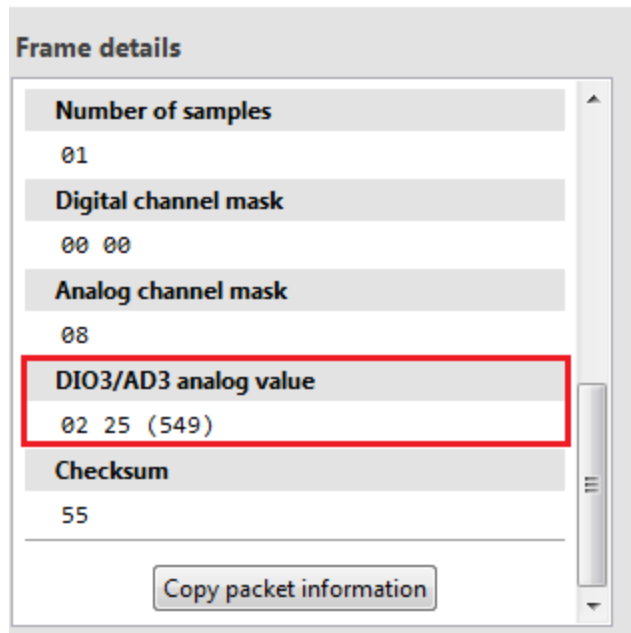 Frame details
Number of samples
01
Digital channel mask
00 00
Analog channel mask
08
DIO3/AD3 analog value
02 25 (549)
Checksum
55
Copy packet information